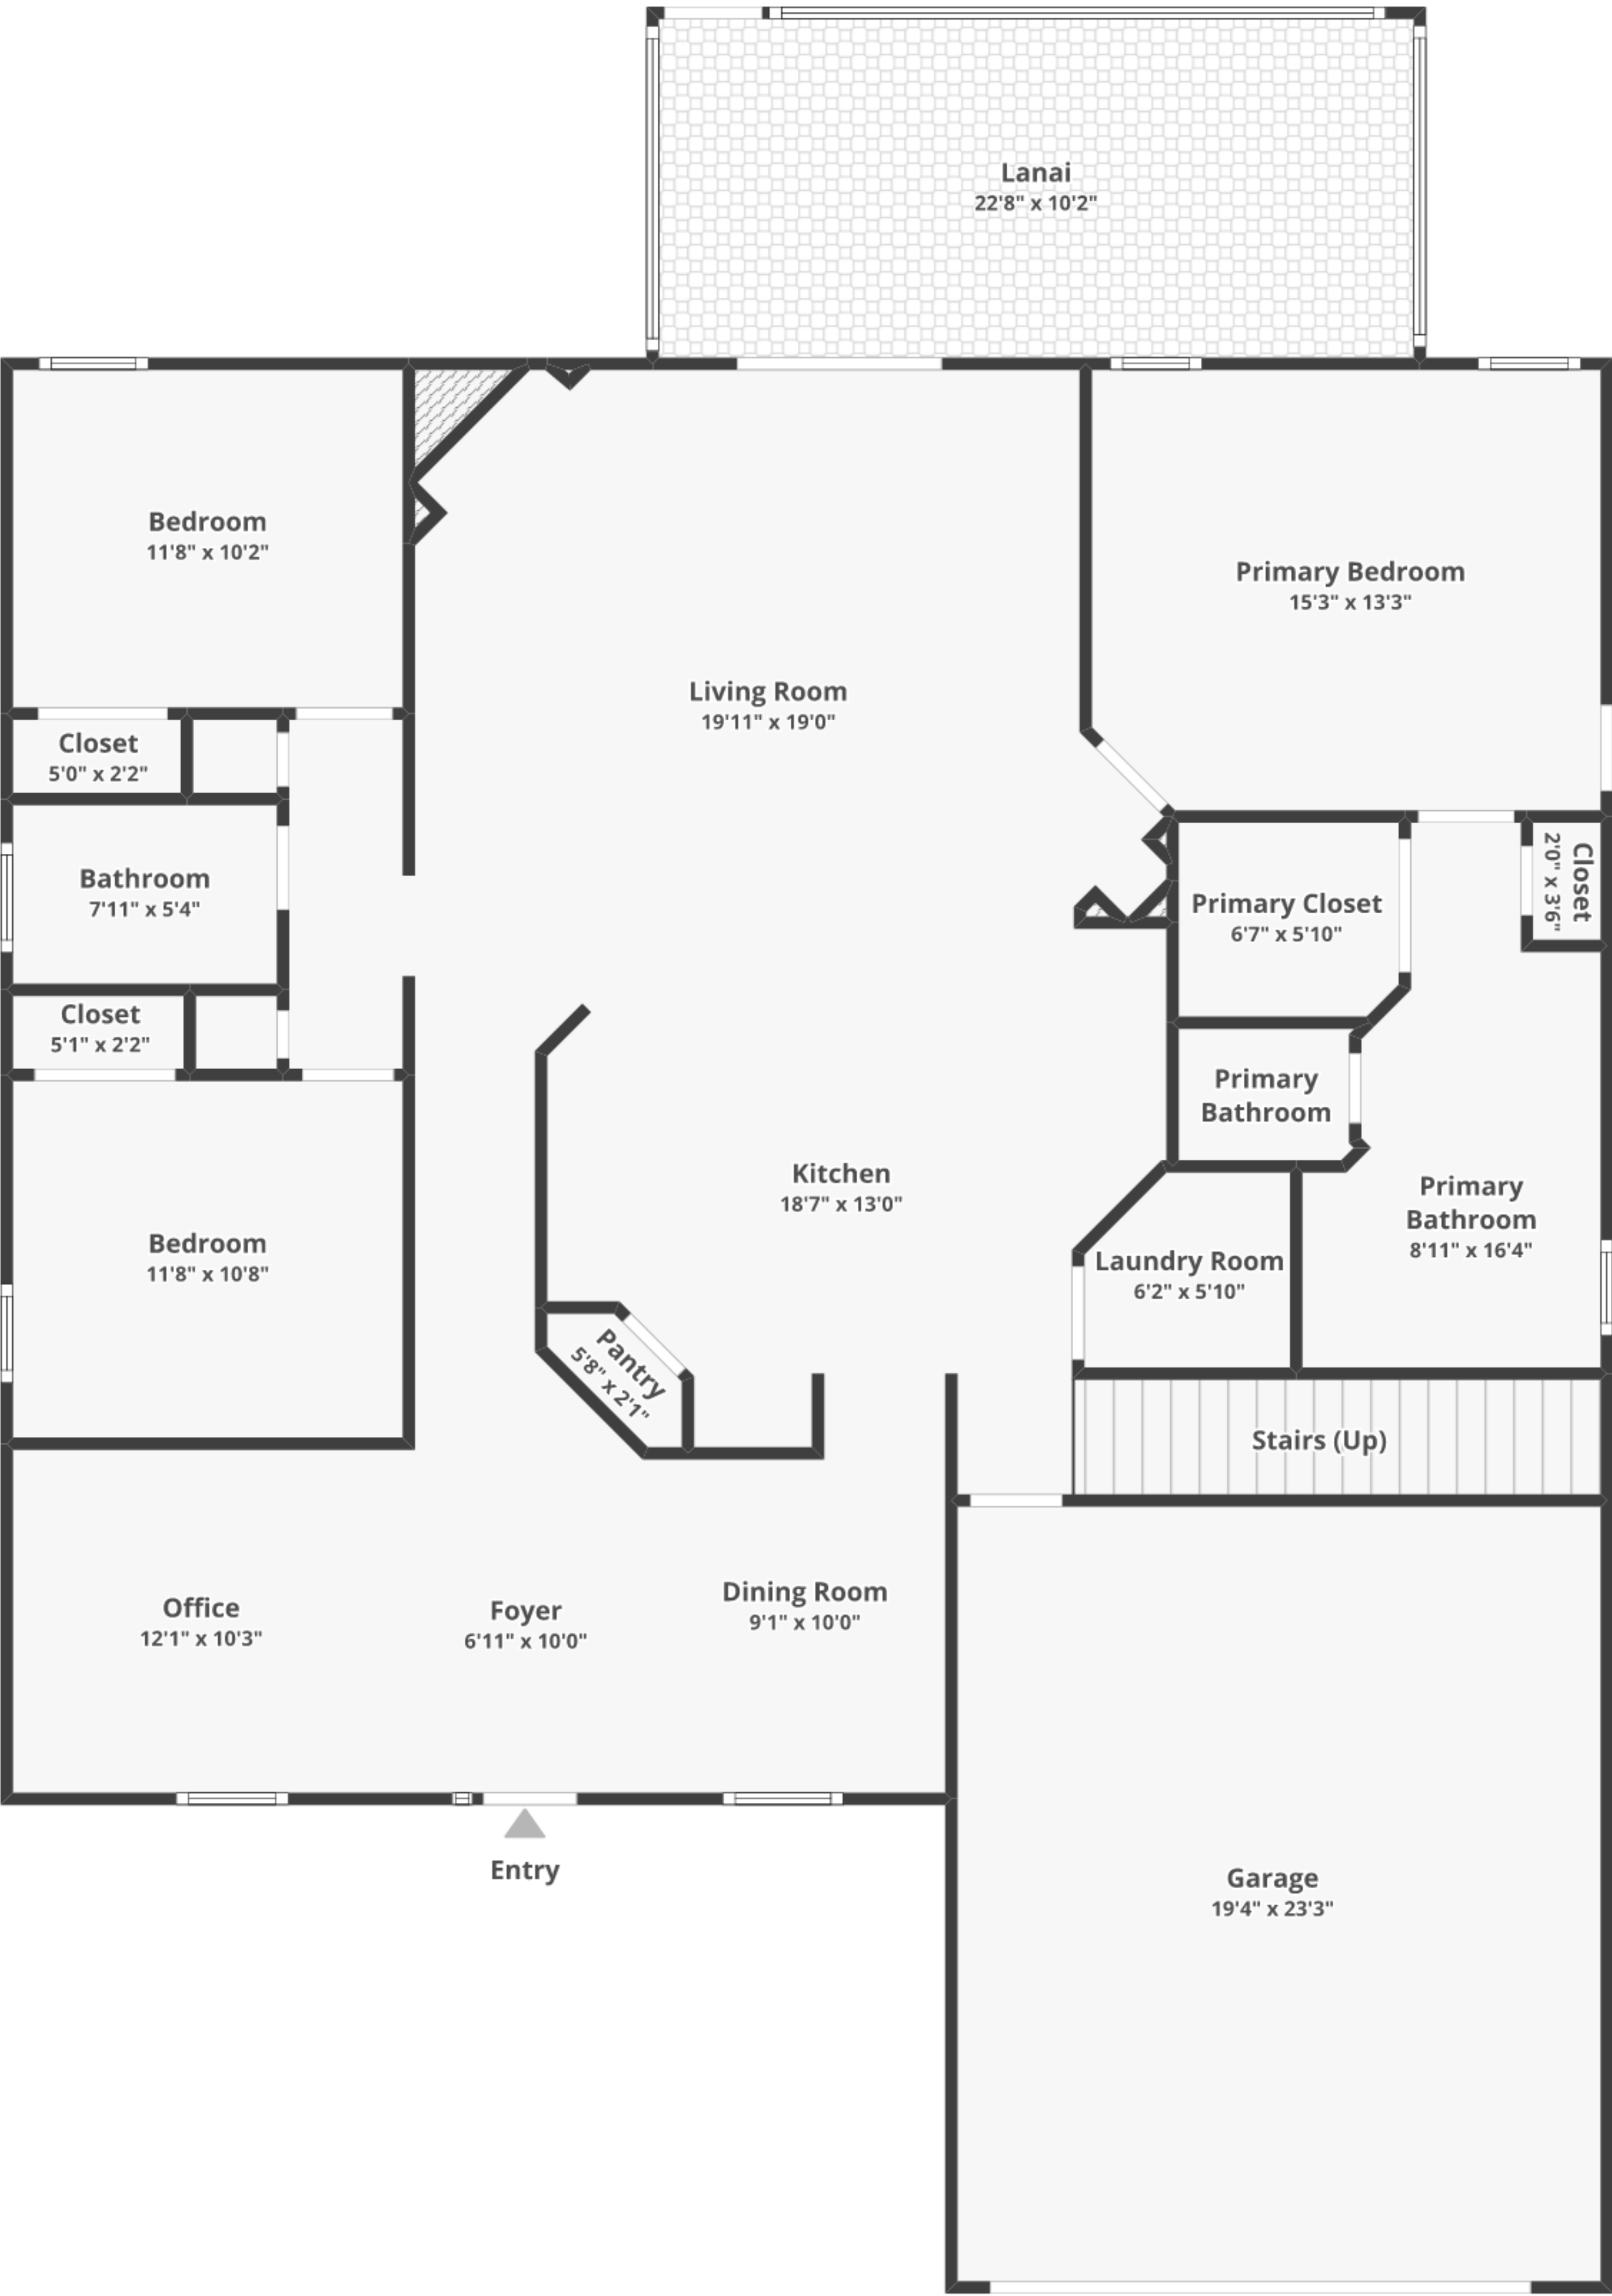 Lanai
22'8" x 10'2"
Bedroom
11'8" x 10'2"
Primary Bedroom
15'3" x 13'3"
Living Room
19'11" x 19'0"
Closet
5'0" x 2'2"
Bathroom
7'11" x 5'4"
Primary Closet
6'7" x 5'10"
Closet
2'0" x 3'6"
Closet
5'1" x 2'2"
Primary
Bathroom
Kitchen
18'7" x 13'0"
Primary
Bathroom
8'11" x 16'4"
Bedroom
11'8" x 10'8"
Laundry Room
6'2" x 5'10"
Pantry
5'8" x 2'1"
Stairs (Up)
Office
12'1" x 10'3"
Foyer
6'11" x 10'0"
Dining Room
9'1" x 10'0"
Entry
Garage
19'4" x 23'3"